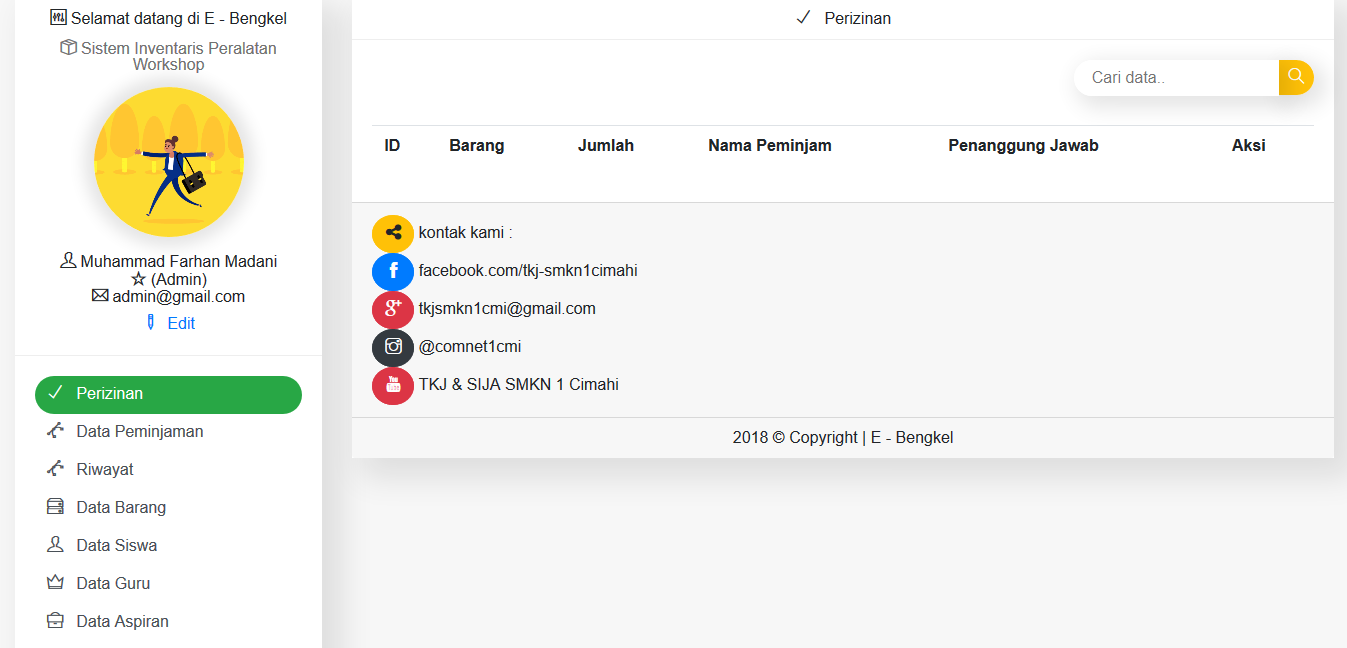 Selamat datang di E - Bengkel
Sistem Inventaris Peralatan
Workshop
Muhammad Farhan Madani
(Admin)
admin@gmail.com
Edit
Perizinan
Data Peminjaman
Riwayat
Data Barang
Data Siswa
Data Guru
Data Aspiran
Perizinan
Cari data..
ID Barang Jumlah Nama Peminjam Penanggung Jawab Aksi
kontak kami :
facebook.com/tkj-smkn1cimahi
tkjsmkn1cmi@gmail.com
@comnet1cmi
TKJ & SIJA SMKN 1 Cimahi
2018 © Copyright | E - Bengkel